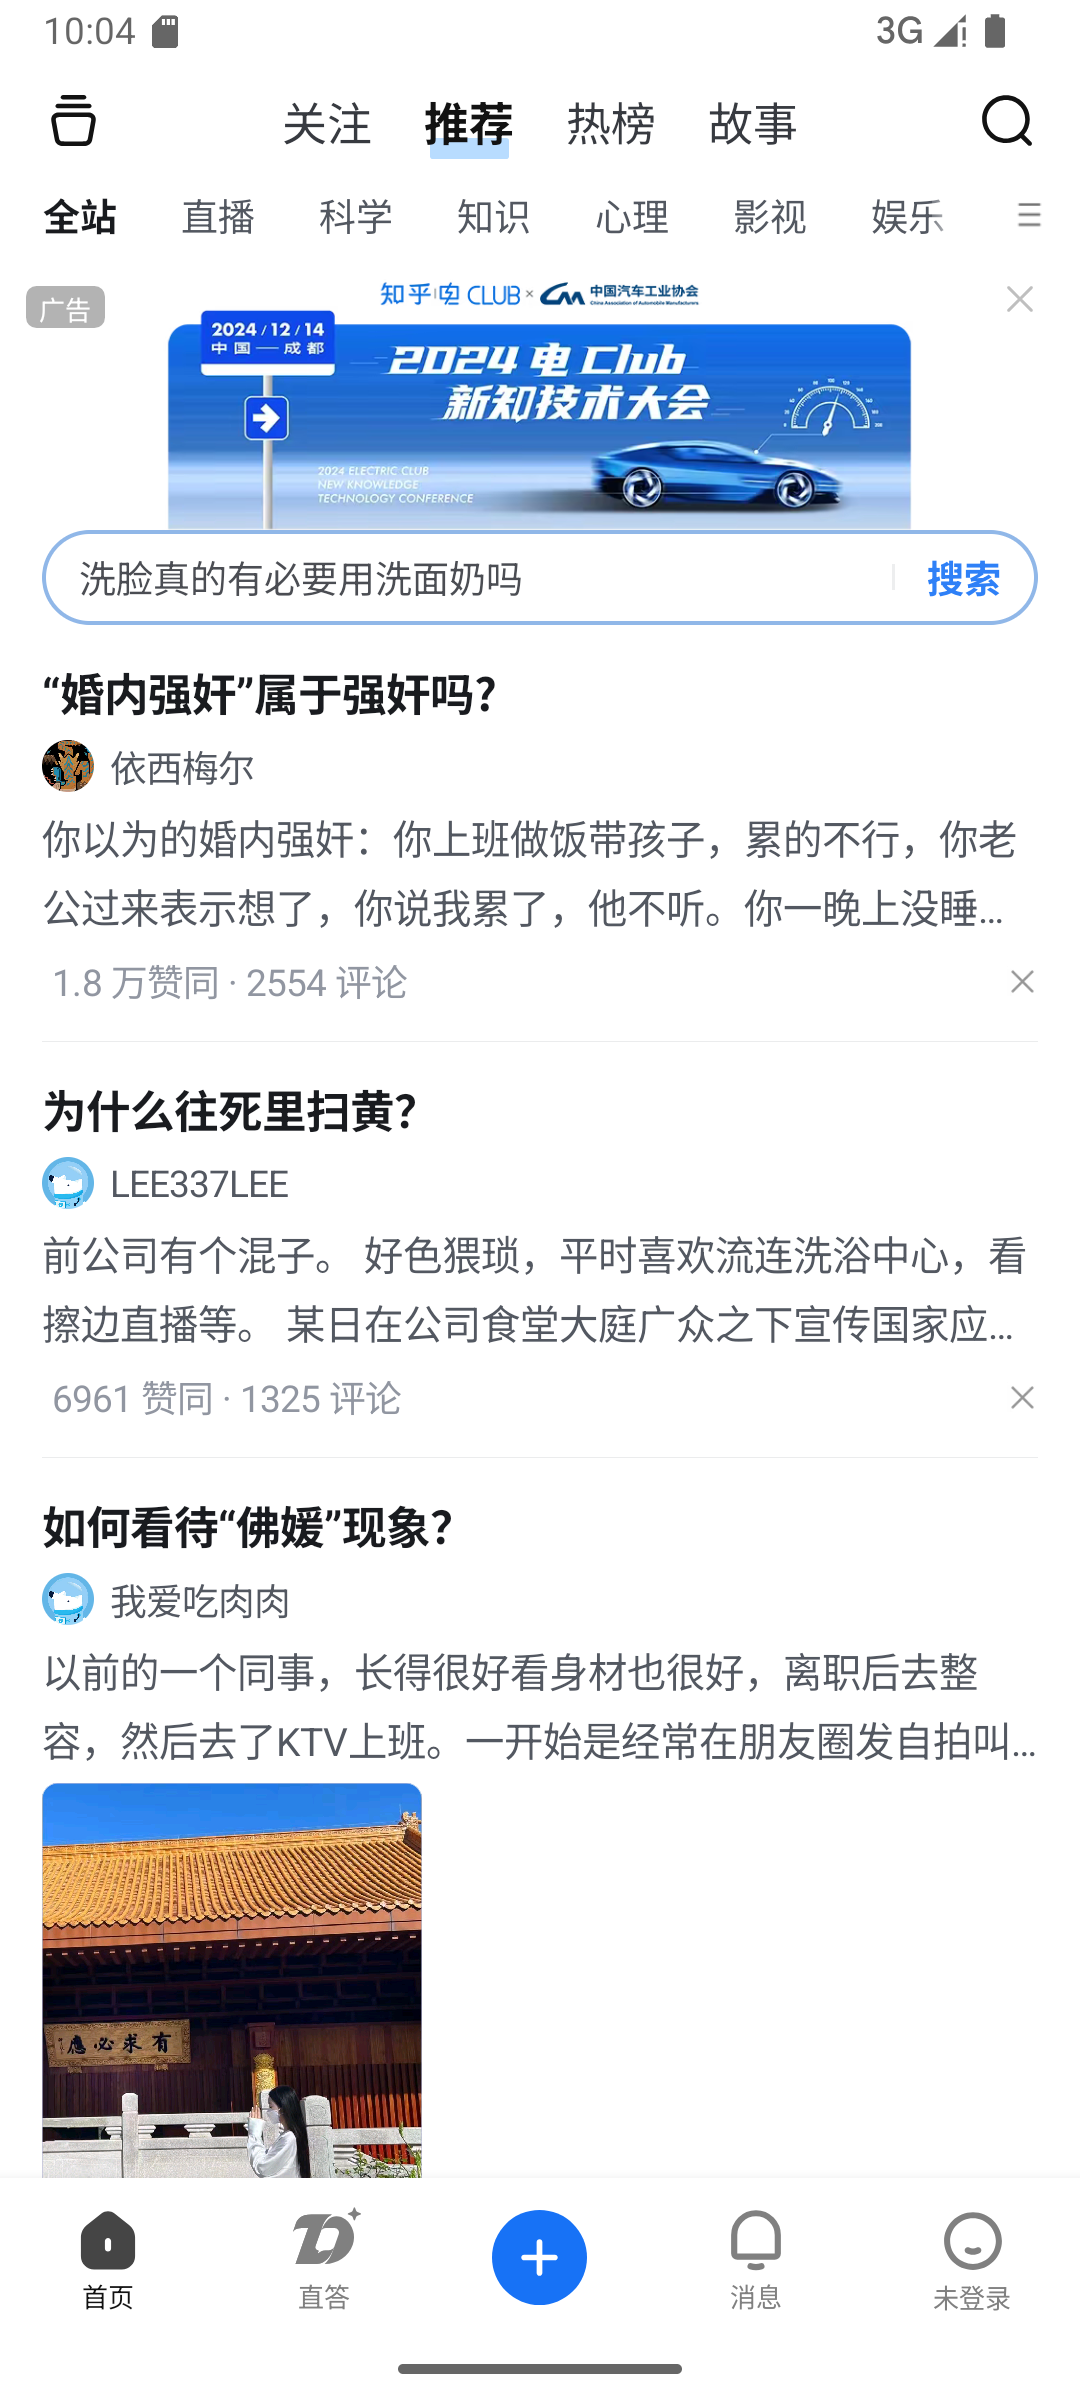 10:04
3G
关注 推荐 热榜 故事
全站 直播 科学 知识 心理 影视 娱乐
广告
知乎 电 CLUB × 中国汽车工业协会
China Association of Automobile Manufacturers
2024 / 12 / 14
中国 — 成都
2024 电 Club
新知技术大会
2024 ELECTRIC CLUB
NEW KNOWLEDGE
TECHNOLOGY CONFERENCE
洗脸真的有必要用洗面奶吗
搜索
“婚内强奸”属于强奸吗？
依西梅尔
你以为的婚内强奸：你上班做饭带孩子，累的不行，你老
公过来表示想了，你说我累了，他不听。你一晚上没睡...
1.8 万赞同 · 2554 评论
为什么往死里扫黄？
LEE337LEE
前公司有个混子。 好色猥琐，平时喜欢流连洗浴中心，看
擦边直播等。 某日在公司食堂大庭广众之下宣传国家应...
6961 赞同 · 1325 评论
如何看待“佛媛”现象？
我爱吃肉肉
以前的一个同事，长得很好看身材也很好，离职后去整
容，然后去了KTV上班。一开始是经常在朋友圈发自拍叫...
應必求有
首页 直答 消息 未登录